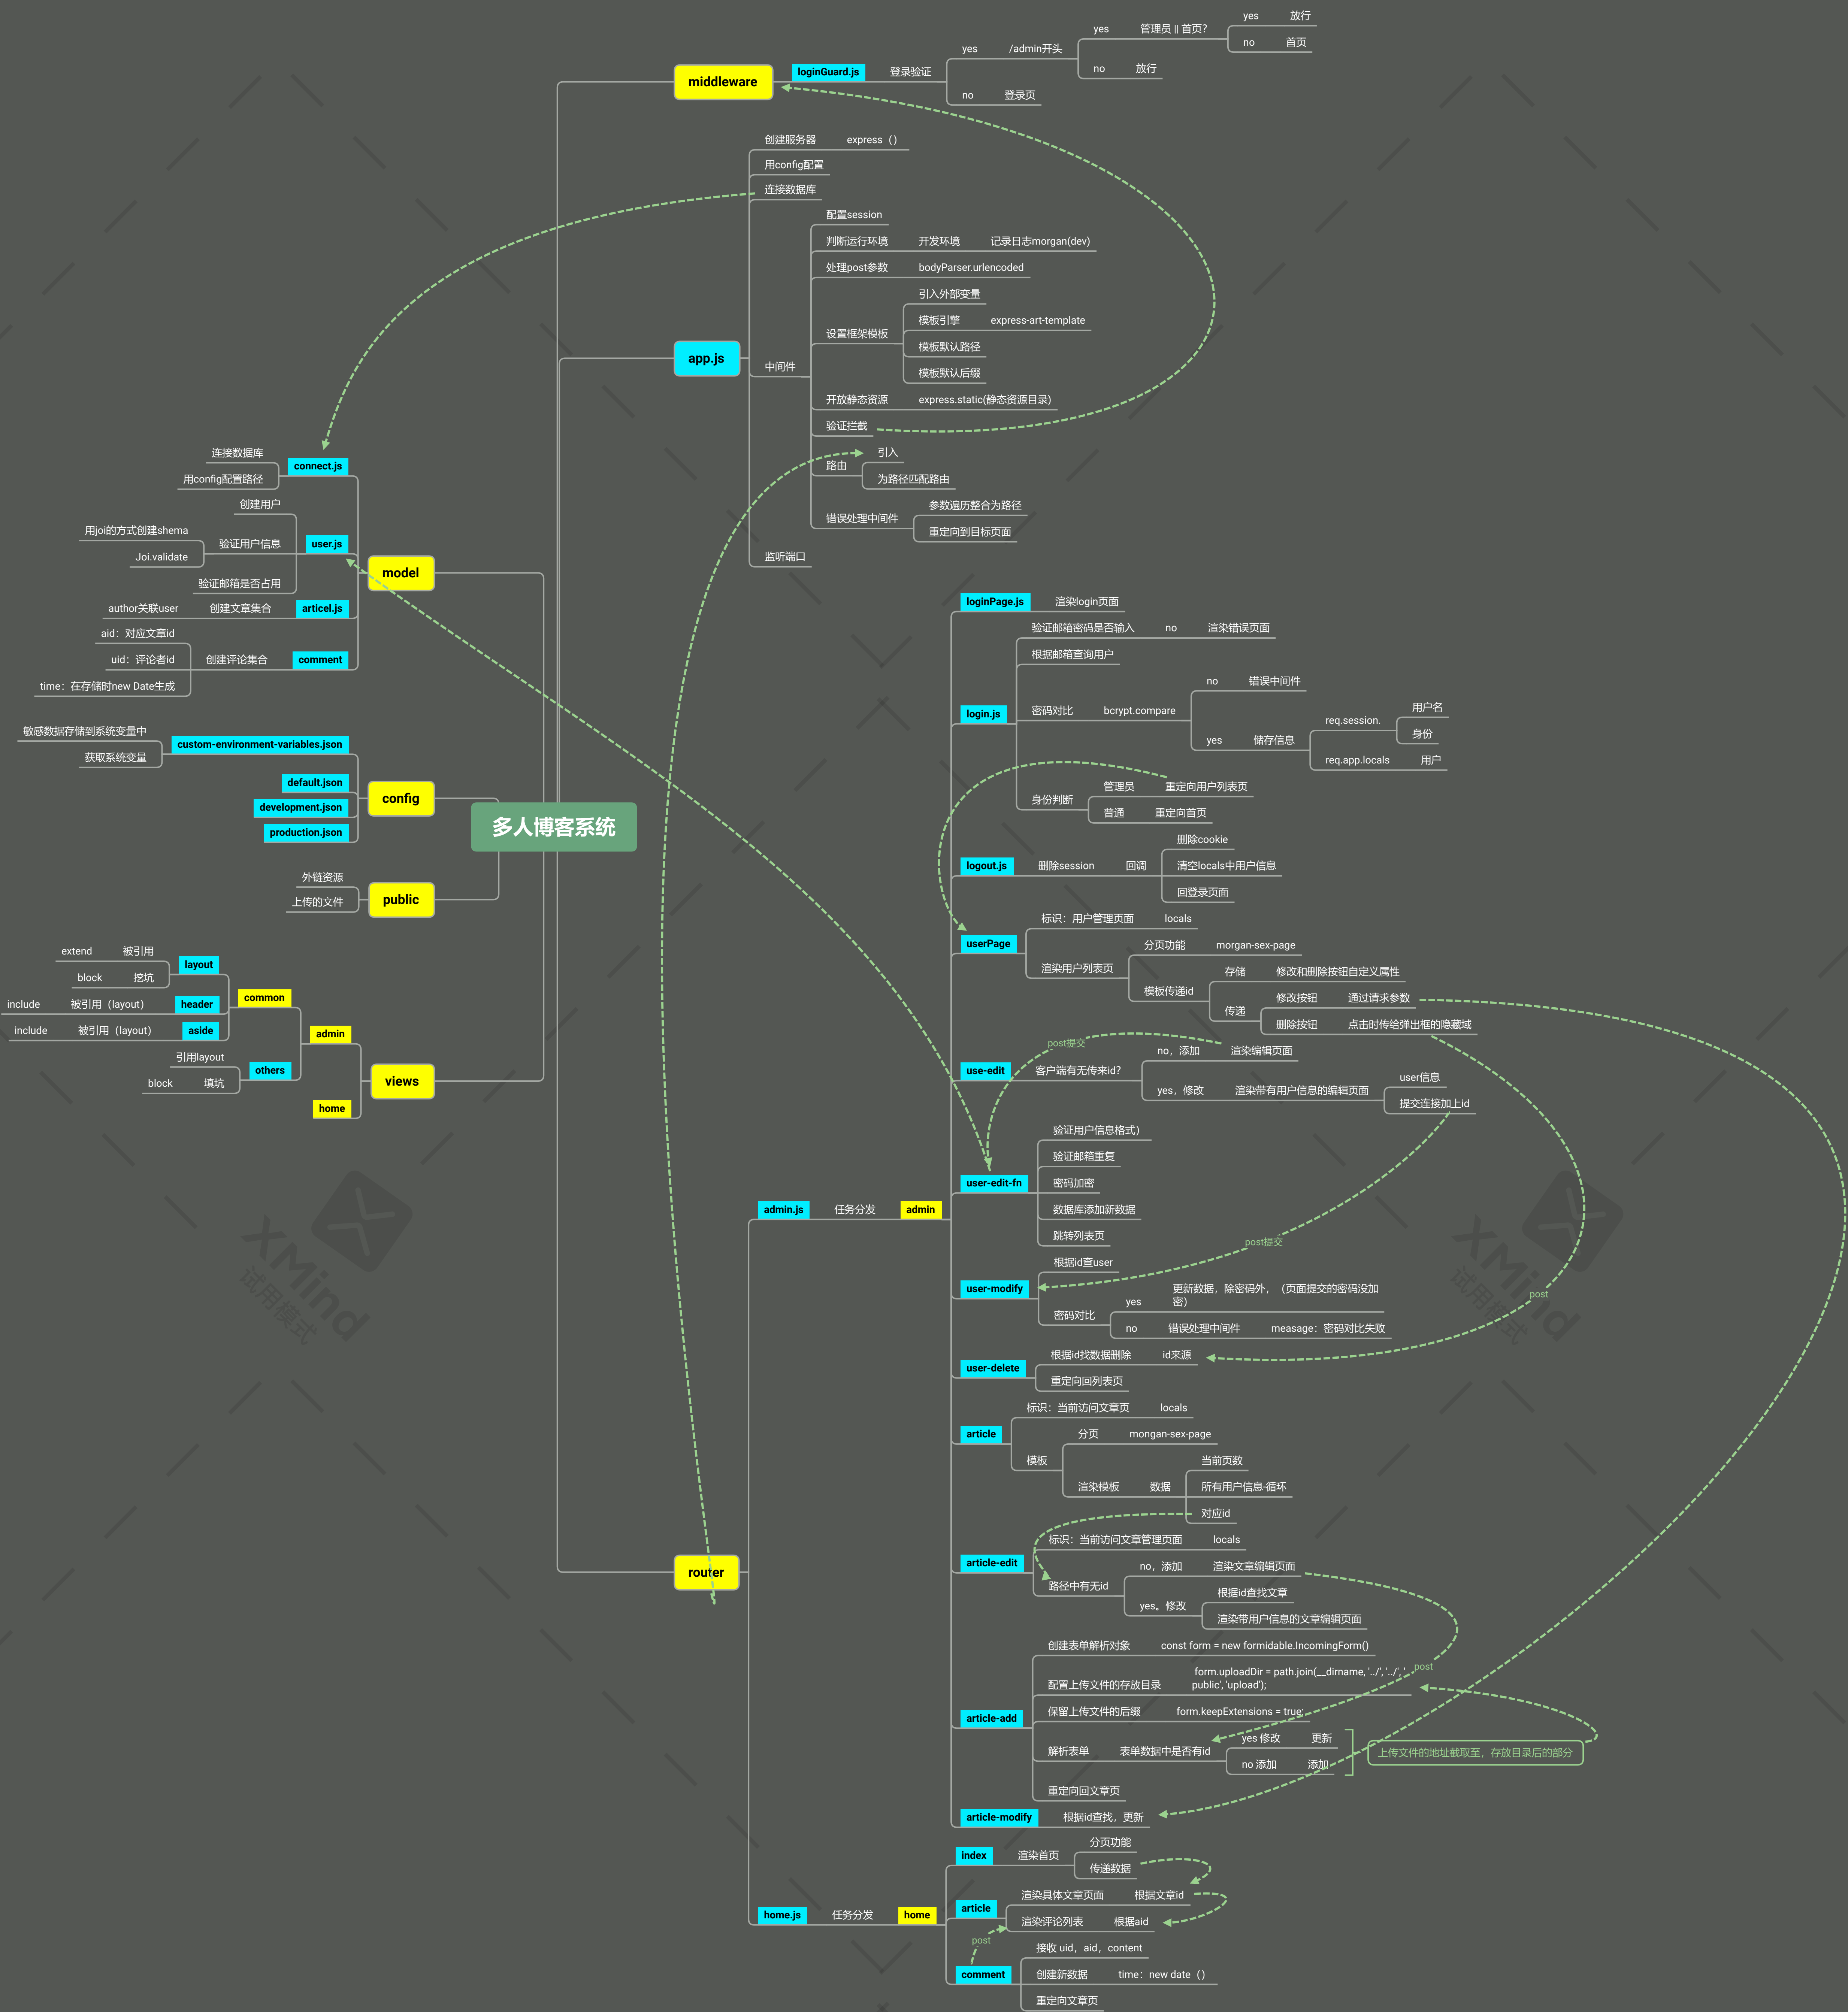 多人博客系统
middleware
loginGuard.js
登录验证
yes
/admin开头
yes
管理员 || 首页?
yes
放行
no
首页
no
放行
no
登录页
app.js
创建服务器
express（）
用config配置
连接数据库
中间件
配置session
判断运行环境
开发环境
记录日志morgan(dev)
处理post参数
bodyParser.urlencoded
设置框架模板
引入外部变量
模板引擎
express-art-template
模板默认路径
模板默认后缀
开放静态资源
express.static(静态资源目录)
验证拦截
路由
引入
为路径匹配路由
错误处理中间件
参数遍历整合为路径
重定向到目标页面
监听端口
model
connect.js
连接数据库
用config配置路径
user.js
创建用户
验证用户信息
用joi的方式创建shema
Joi.validate
验证邮箱是否占用
articel.js
创建文章集合
author关联user
comment
创建评论集合
aid：对应文章id
uid：评论者id
time：在存储时new Date生成
config
custom-environment-variables.json
敏感数据存储到系统变量中
获取系统变量
default.json
development.json
production.json
public
外链资源
上传的文件
views
admin
common
layout
被引用
extend
挖坑
block
header
被引用（layout）
include
aside
被引用（layout）
include
others
引用layout
填坑
block
home
router
admin.js
任务分发
admin
loginPage.js
渲染login页面
login.js
验证邮箱密码是否输入
no
渲染错误页面
根据邮箱查询用户
密码对比
bcrypt.compare
no
错误中间件
yes
储存信息
req.session.
用户名
身份
req.app.locals
用户
身份判断
管理员
重定向用户列表页
普通
重定向首页
logout.js
删除session
回调
删除cookie
清空locals中用户信息
回登录页面
userPage
标识：用户管理页面
locals
渲染用户列表页
分页功能
morgan-sex-page
模板传递id
存储
修改和删除按钮自定义属性
传递
修改按钮
通过请求参数
删除按钮
点击时传给弹出框的隐藏域
post提交
use-edit
客户端有无传来id？
no，添加
渲染编辑页面
yes，修改
渲染带有用户信息的编辑页面
user信息
提交连接加上id
user-edit-fn
验证用户信息格式）
验证邮箱重复
密码加密
数据库添加新数据
跳转列表页
post提交
user-modify
根据id查user
密码对比
yes
更新数据，除密码外，（页面提交的密码没加
密）
no
错误处理中间件
measage：密码对比失败
post
user-delete
根据id找数据删除
id来源
重定向回列表页
article
标识：当前访问文章页
locals
模板
分页
mongan-sex-page
渲染模板
数据
当前页数
所有用户信息-循环
对应id
article-edit
标识：当前访问文章管理页面
locals
路径中有无id
no，添加
渲染文章编辑页面
yes。修改
根据id查找文章
渲染带用户信息的文章编辑页面
article-add
创建表单解析对象
const form = new formidable.IncomingForm()
配置上传文件的存放目录
form.uploadDir = path.join(__dirname, '../', '../', '
public', 'upload');
post
保留上传文件的后缀
form.keepExtensions = true;
解析表单
表单数据中是否有id
yes 修改
更新
no 添加
添加
上传文件的地址截取至，存放目录后的部分
重定向回文章页
article-modify
根据id查找，更新
home.js
任务分发
home
index
渲染首页
分页功能
传递数据
article
渲染具体文章页面
根据文章id
渲染评论列表
根据aid
post
comment
接收 uid，aid，content
创建新数据
time：new date（）
重定向文章页
XMind
试用模式
XMind
试用模式